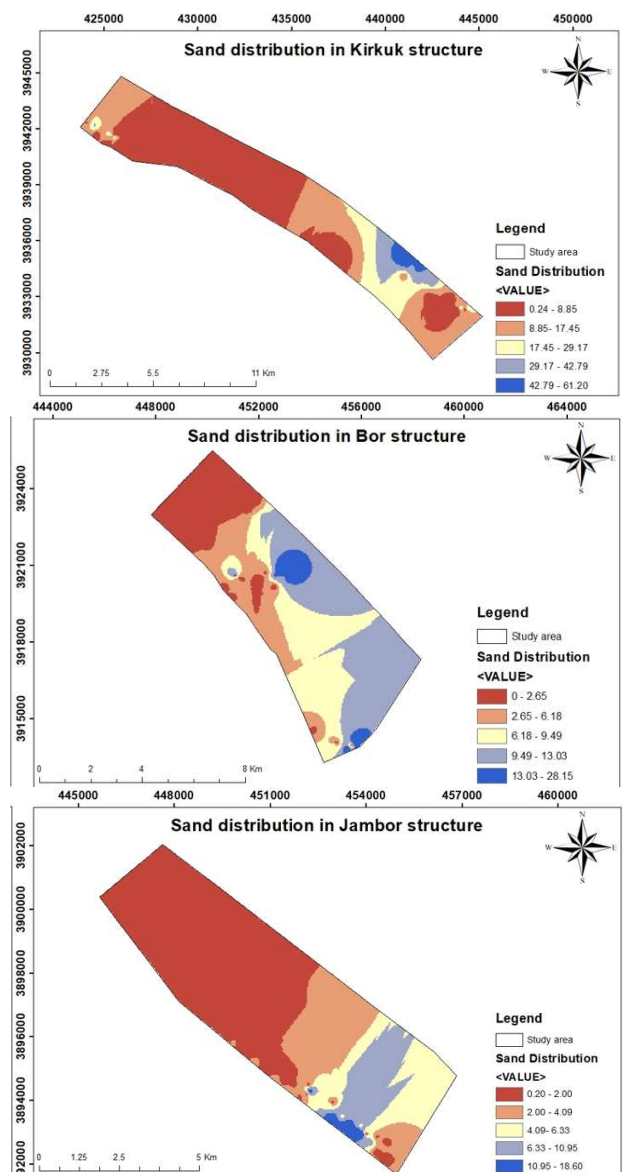 425000 430000 435000 440000 445000 450000
Sand distribution in Kirkuk structure
N
W E
S
3945000
3942000
3939000
3936000
3933000
3930000
Legend
Study area
Sand Distribution
<VALUE>
0.24 - 8.85
8.85- 17.45
17.45 - 29.17
29.17 - 42.79
42.79 - 61.20
0 2.75 5.5 11 Km
444000 448000 452000 456000 460000 464000
Sand distribution in Bor structure
N
W E
S
3924000
3921000
3918000
3915000
Legend
Study area
Sand Distribution
<VALUE>
0 - 2.65
2.65 - 6.18
6.18 - 9.49
9.49 - 13.03
13.03 - 28.15
0 2 4 8 Km
445000 448000 451000 454000 457000 460000
Sand distribution in Jambor structure
N
W E
S
3902000
3900000
3898000
3896000
3894000
Legend
Study area
Sand Distribution
<VALUE>
0.20 - 2.00
2.00 - 4.09
4.09- 6.33
6.33 - 10.95
10.95 - 18.60
0 1.25 2.5 5 Km